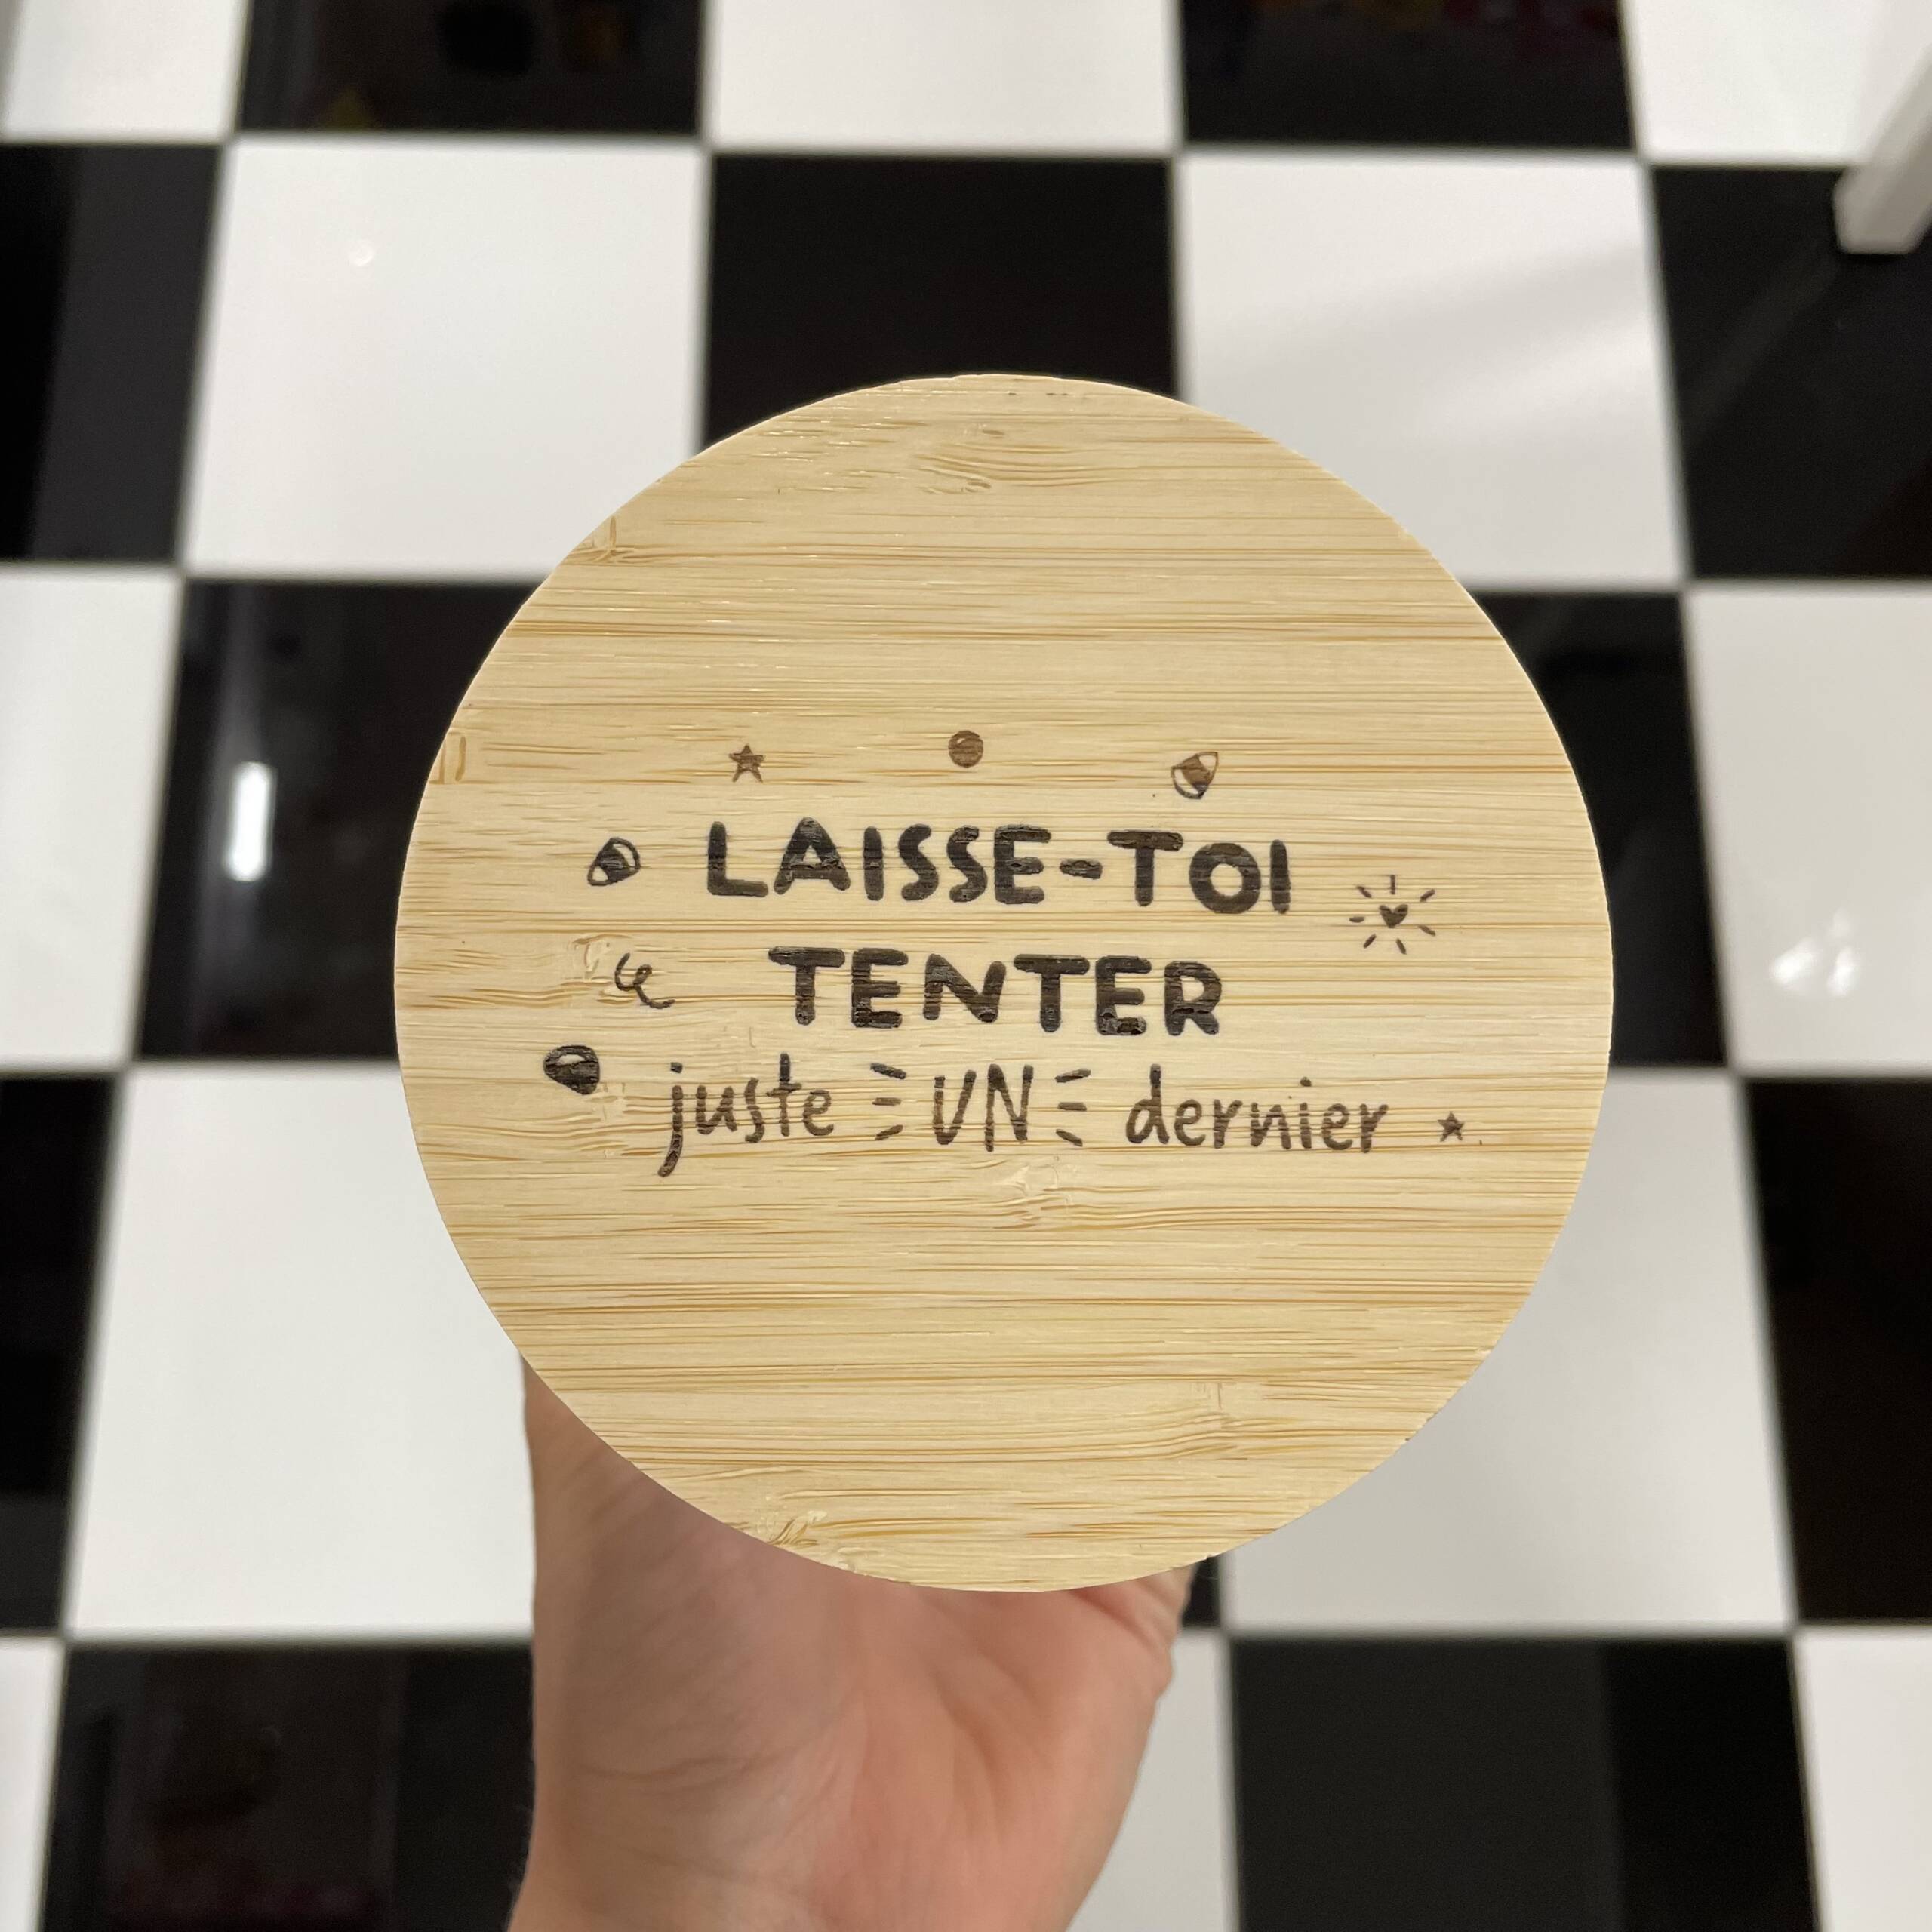 LAISSE-TOI
TENTER
juste UN dernier